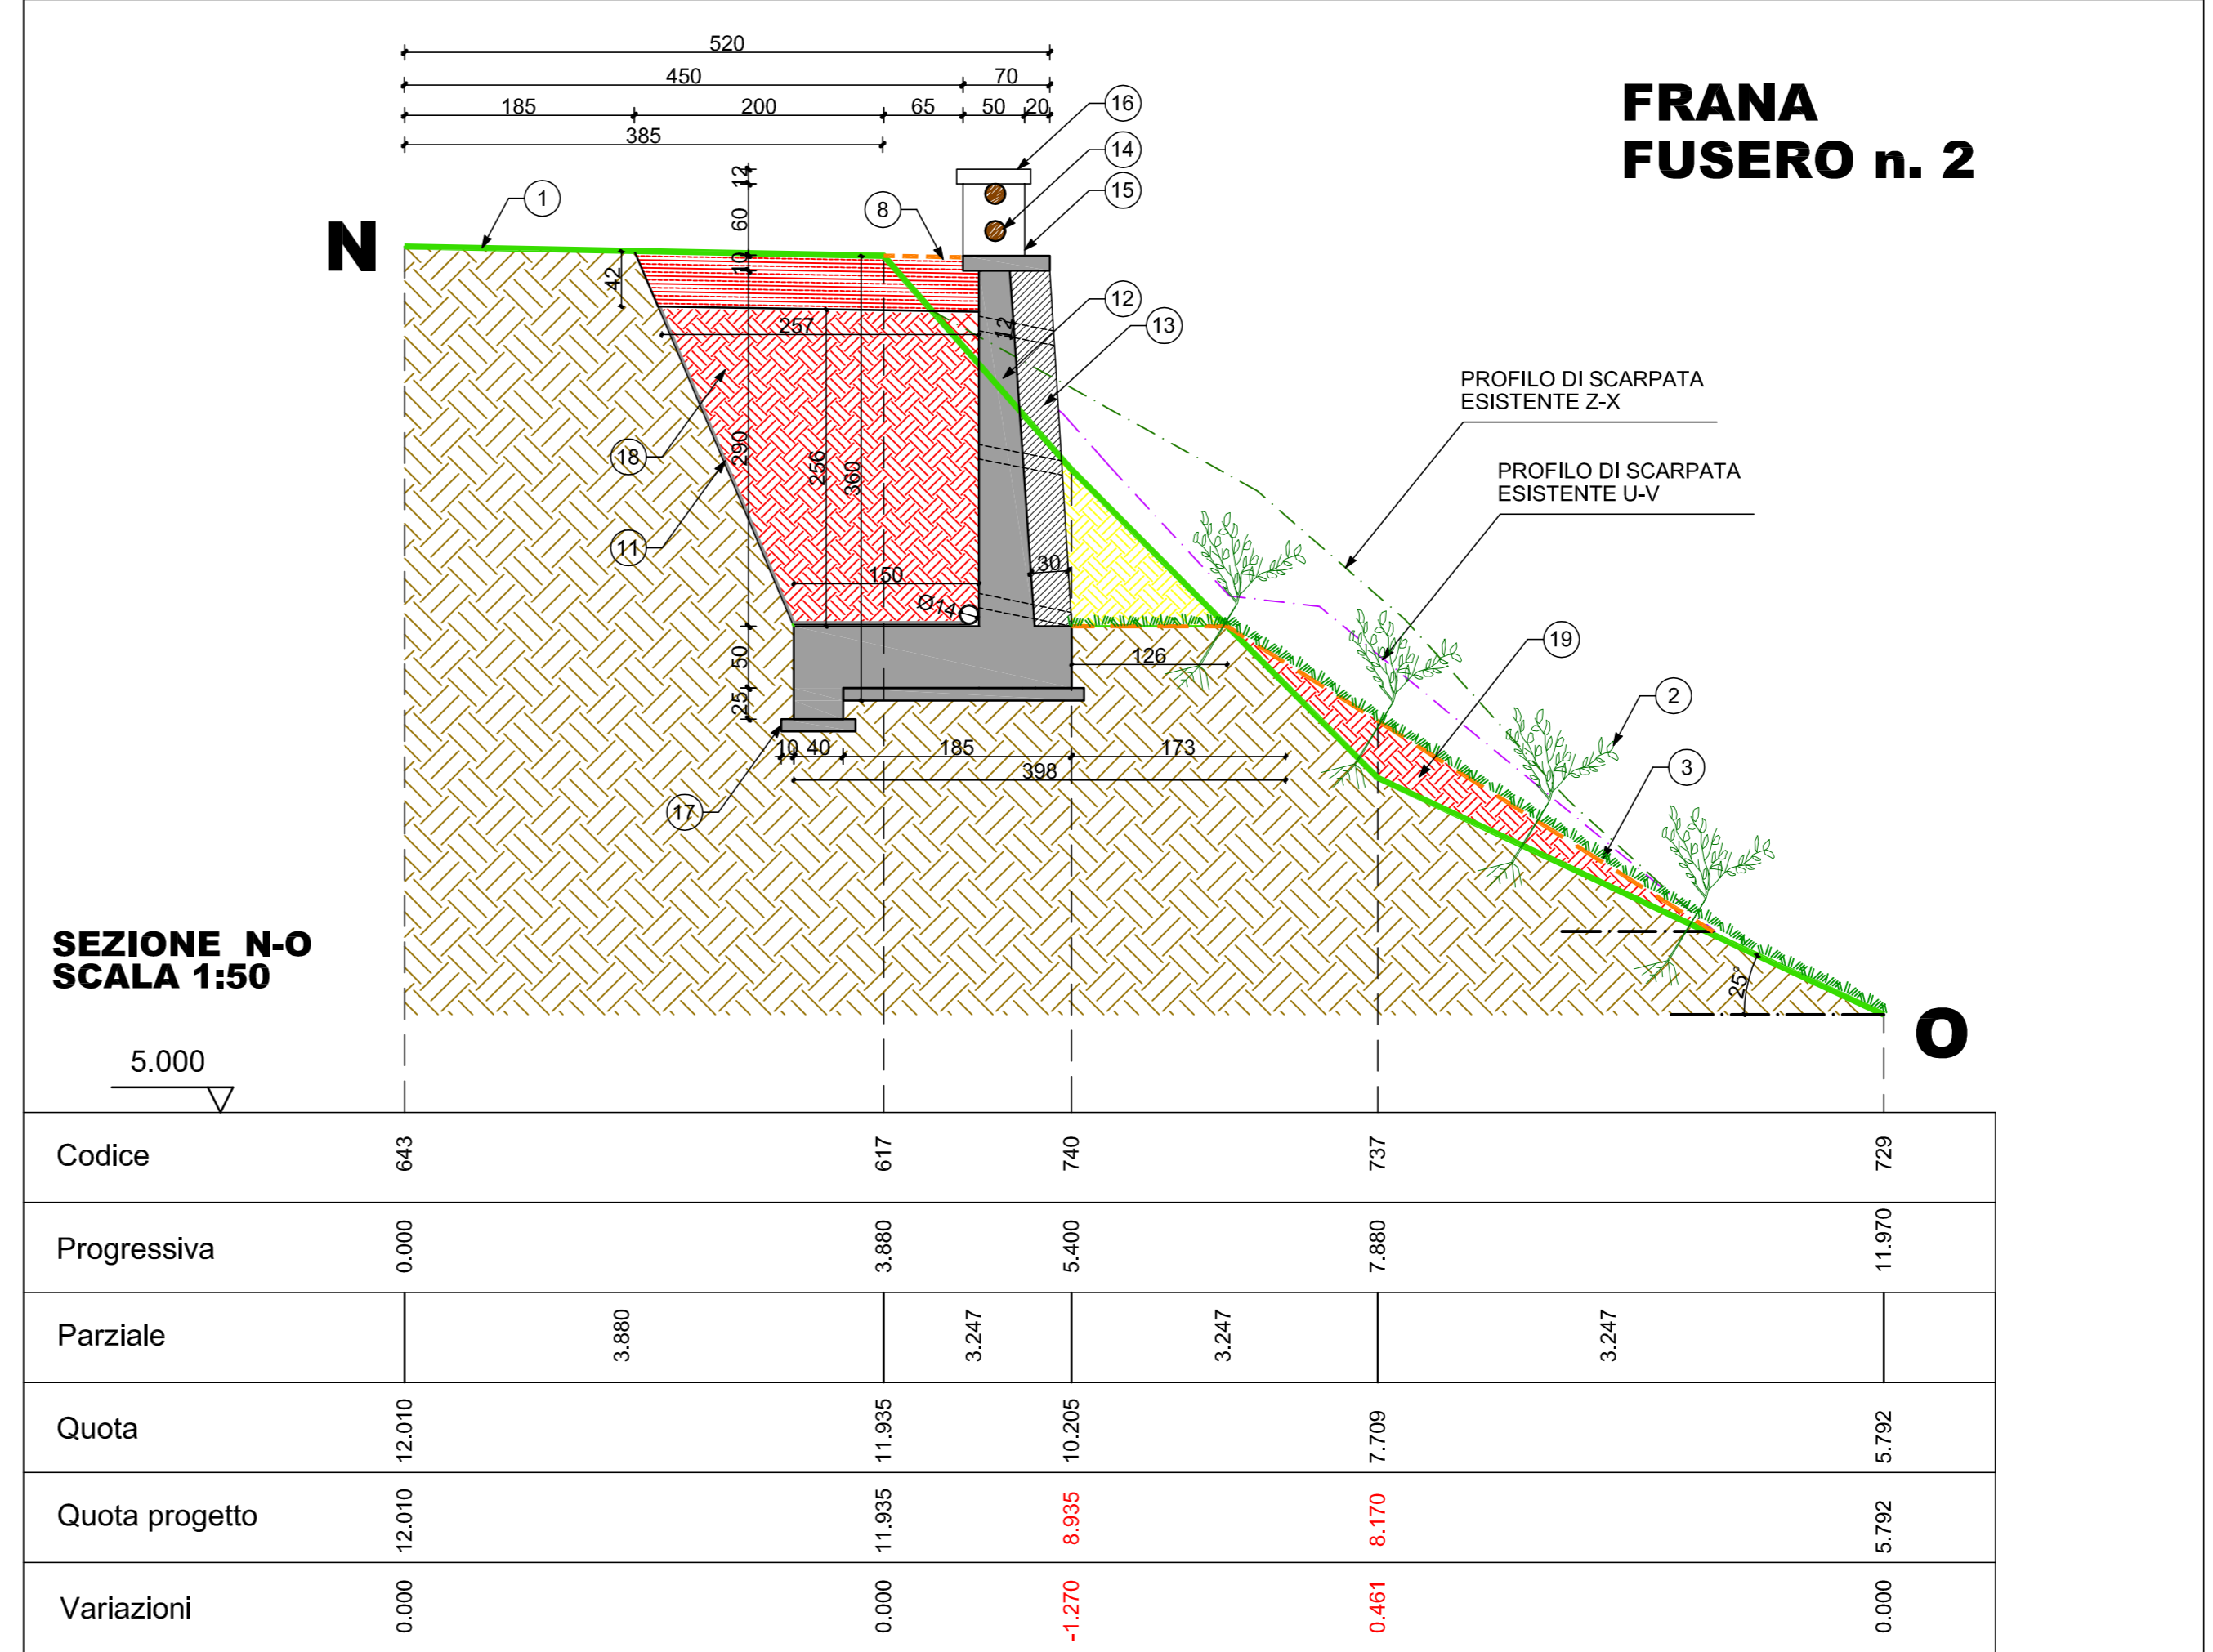 520
450 70
185 200 65 50 20
385
FRANA
FUSERO n. 2
16
14
15
1
8
12
60
10
42
N
257
12
12
13
PROFILO DI SCARPATA
ESISTENTE Z-X
PROFILO DI SCARPATA
ESISTENTE U-V
18
290
256
360
11
150
Ø14
30
126
19
50
25
2
3
10 40 185 173
398
17
SEZIONE N-O
SCALA 1:50
25°
O
5.000
Codice 643 617 740 737 729
Progressiva 0.000 3.880 5.400 7.880 11.970
Parziale 3.880 3.247 3.247 3.247
Quota 12.010 11.935 10.205 7.709 5.792
Quota progetto 12.010 11.935 8.935 8.170 5.792
Variazioni 0.000 0.000 -1.270 0.461 0.000